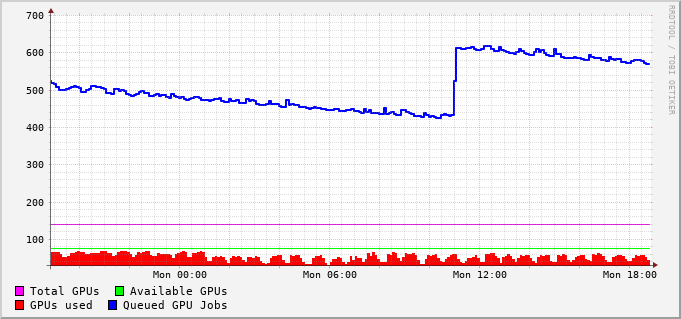 700
600
500
400
300
200
100
Mon 00:00 Mon 06:00 Mon 12:00 Mon 18:00
Total GPUs Available GPUs
GPUs used Queued GPU Jobs
RRDTOOL / TOBI OETIKER